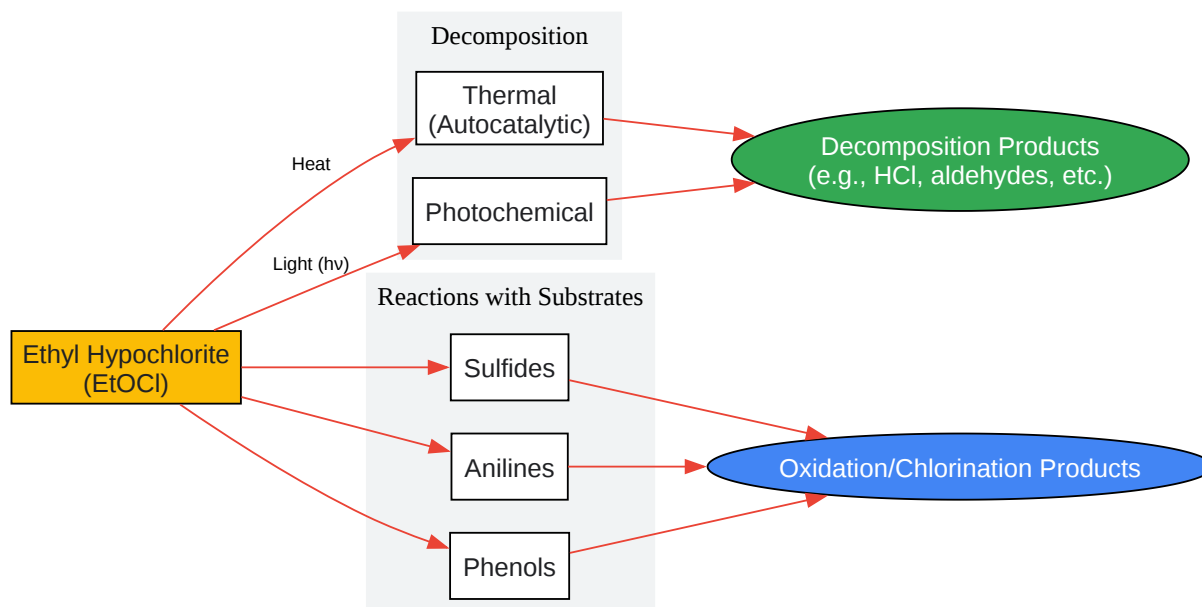 Decomposition
Thermal
(Autocatalytic)
Decomposition Products
(e.g., HCl, aldehydes, etc.)
Heat
Photochemical
Light (hν)
Reactions with Substrates
Ethyl Hypochlorite
(EtOCl)
Sulfides
Anilines
Oxidation/Chlorination Products
Phenols